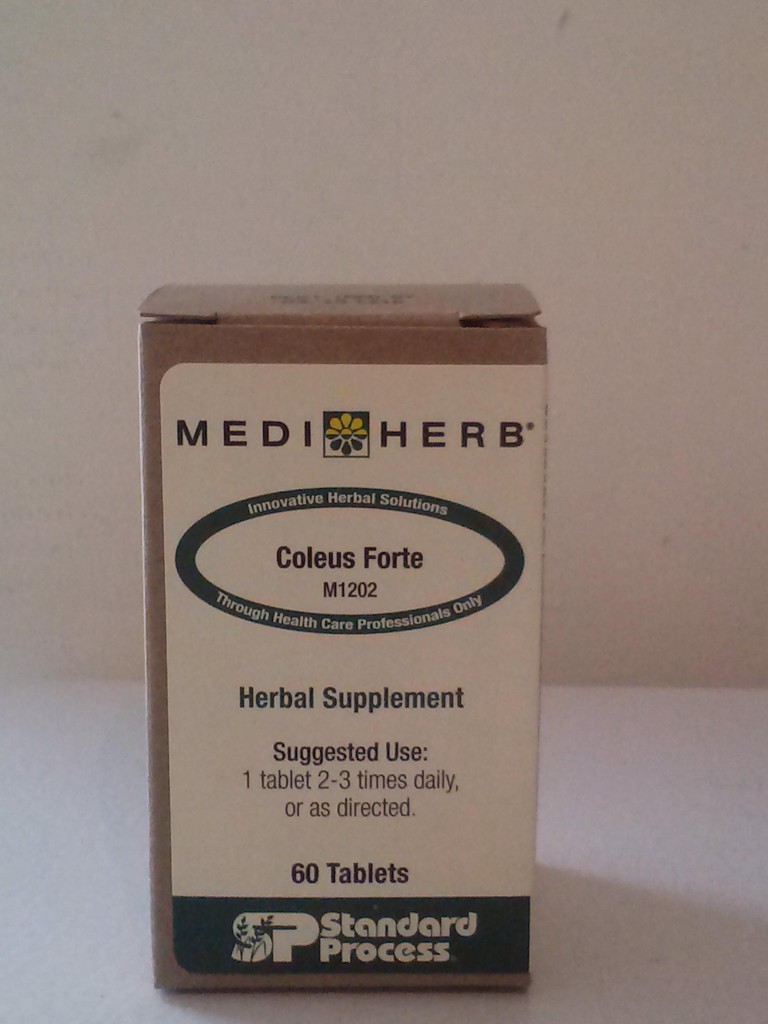 MEDI HERB®
Innovative Herbal Solutions
Coleus Forte
M1202
Through Health Care Professionals Only
Herbal Supplement
Suggested Use:
1 tablet 2-3 times daily,
or as directed.
60 Tablets
SP Standard
Process